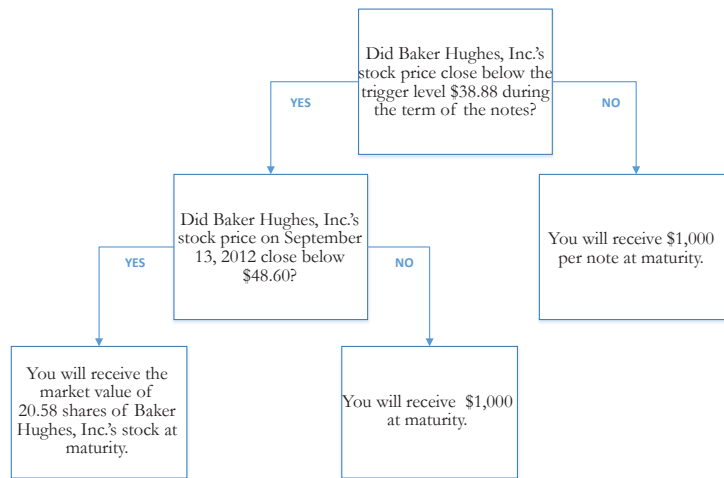 Did Baker Hughes, Inc.'s
stock price close below the
trigger level $38.88 during
the term of the notes?
YES
NO
Did Baker Hughes, Inc.'s
stock price on September
13, 2012 close below
$48.60?
You will receive $1,000
per note at maturity.
YES
NO
You will receive the
market value of
20.58 shares of Baker
Hughes, Inc.'s stock at
maturity.
You will receive $1,000
at maturity.